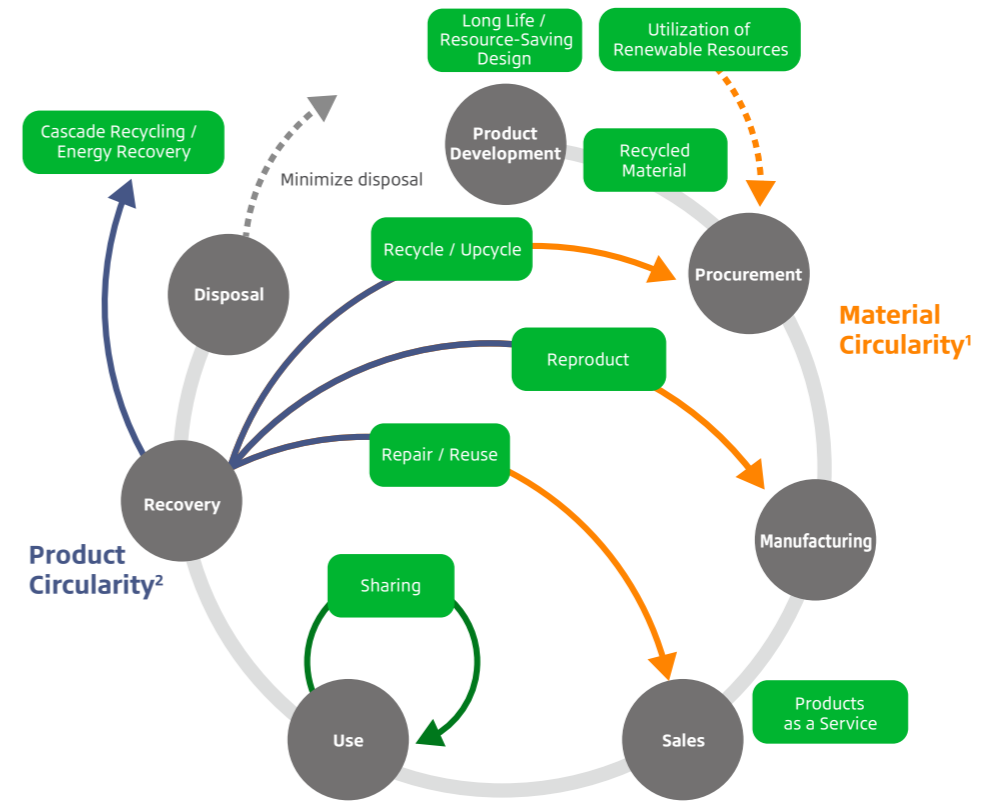 Long Life /
Resource-Saving
Design
Utilization of
Renewable Resources
Cascade Recycling /
Energy Recovery
Product
Development
Recycled
Material
Minimize disposal
Recycle / Upcycle
Procurement
Disposal
Material
Circularity¹
Reproduct
Repair / Reuse
Recovery
Manufacturing
Product
Circularity²
Sharing
Products
as a Service
Use
Sales